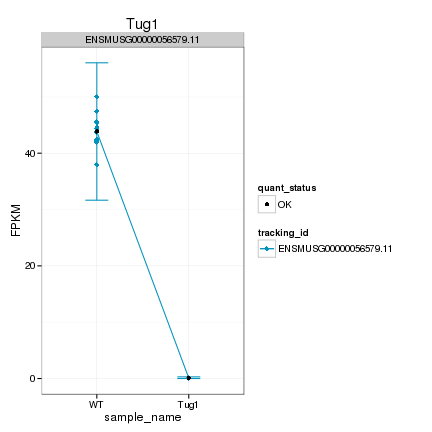 Tug1
ENSMUSG00000056579.11
FPKM
40
20
0
WT
Tug1
sample_name
quant_status
OK
tracking_id
ENSMUSG00000056579.11